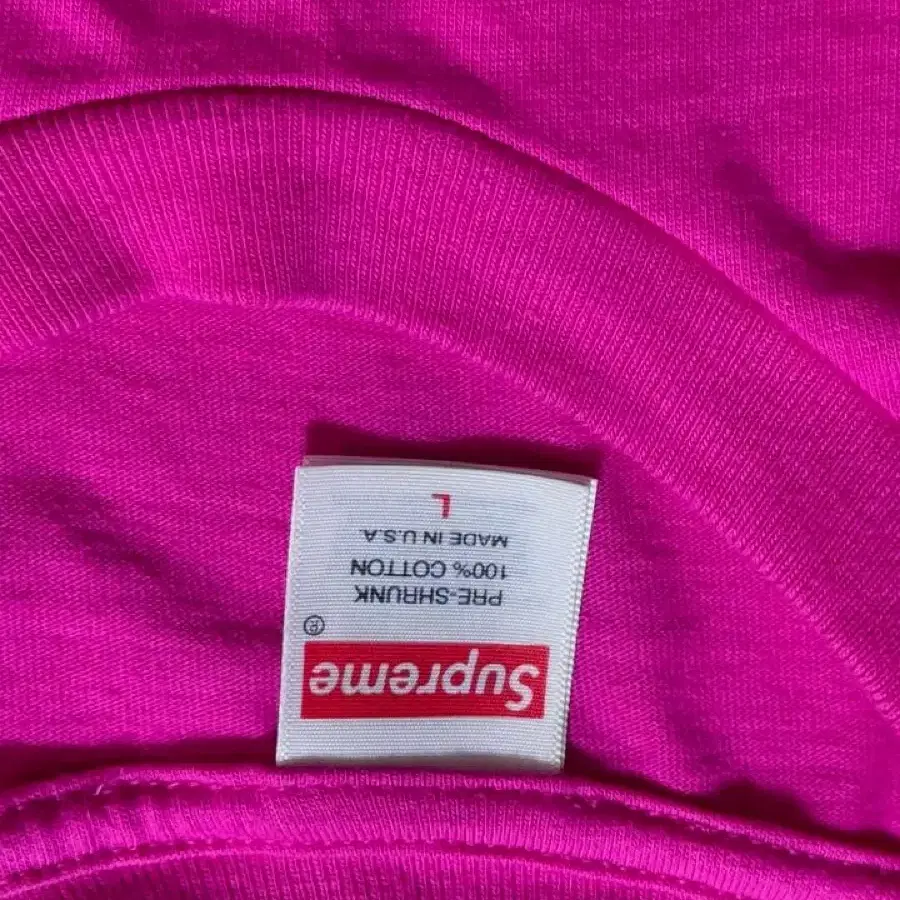 Supreme®
PRE-SHRUNK
100% COTTON
MADE IN U.S.A.
L